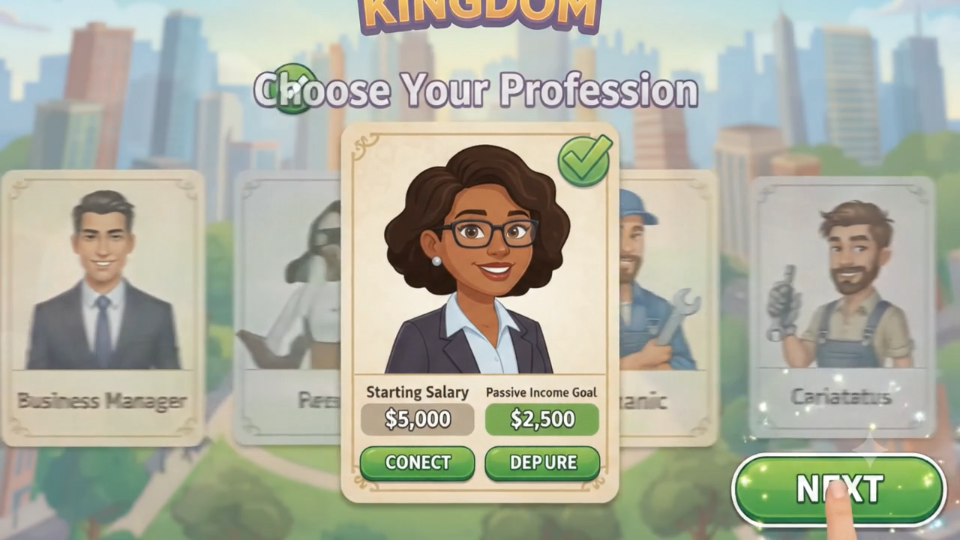 KINGDOM
Choose Your Profession
Business Manager
Starting Salary
$5,000
Passive Income Goal
$2,500
CONECT
DEPURE
Cariatatus
NEXT